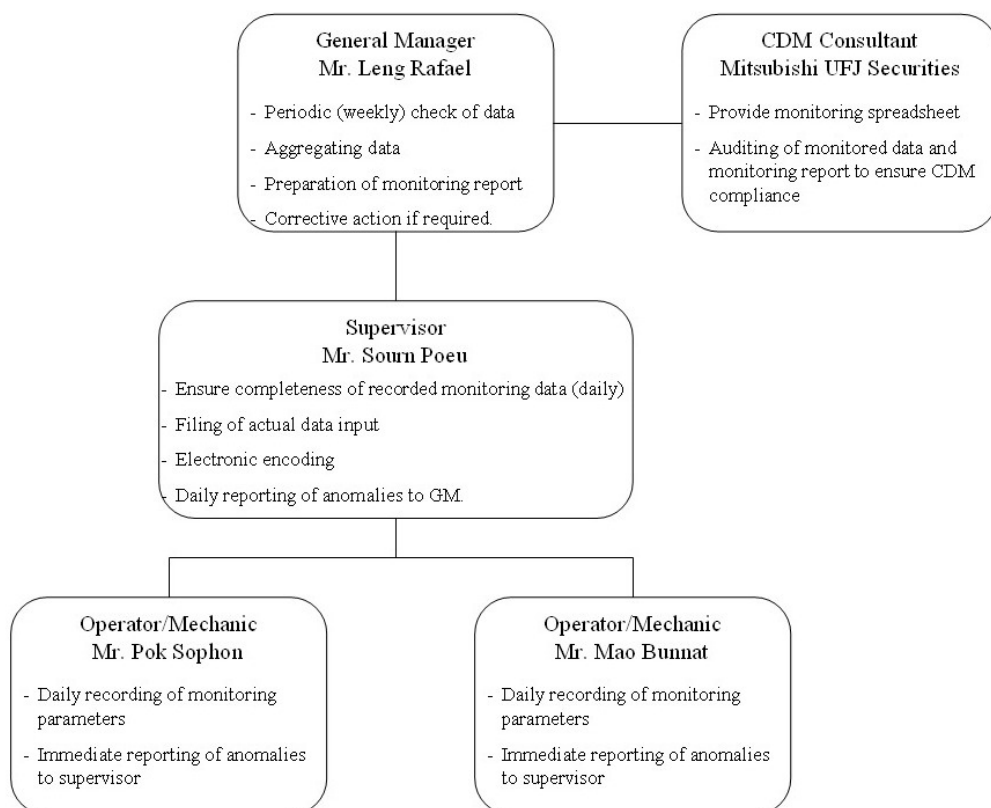 General Manager
Mr. Leng Rafael
- Periodic (weekly) check of data
- Aggregating data
- Preparation of monitoring report
- Corrective action if required.
CDM Consultant
Mitsubishi UFJ Securities
- Provide monitoring spreadsheet
- Auditing of monitored data and
monitoring report to ensure CDM
compliance
Supervisor
Mr. Sourn Poeu
- Ensure completeness of recorded monitoring data (daily)
- Filing of actual data input
- Electronic encoding
- Daily reporting of anomalies to GM.
Operator/Mechanic
Mr. Pok Sophon
- Daily recording of monitoring
parameters
- Immediate reporting of anomalies
to supervisor
Operator/Mechanic
Mr. Mao Bunnat
- Daily recording of monitoring
parameters
- Immediate reporting of anomalies
to supervisor